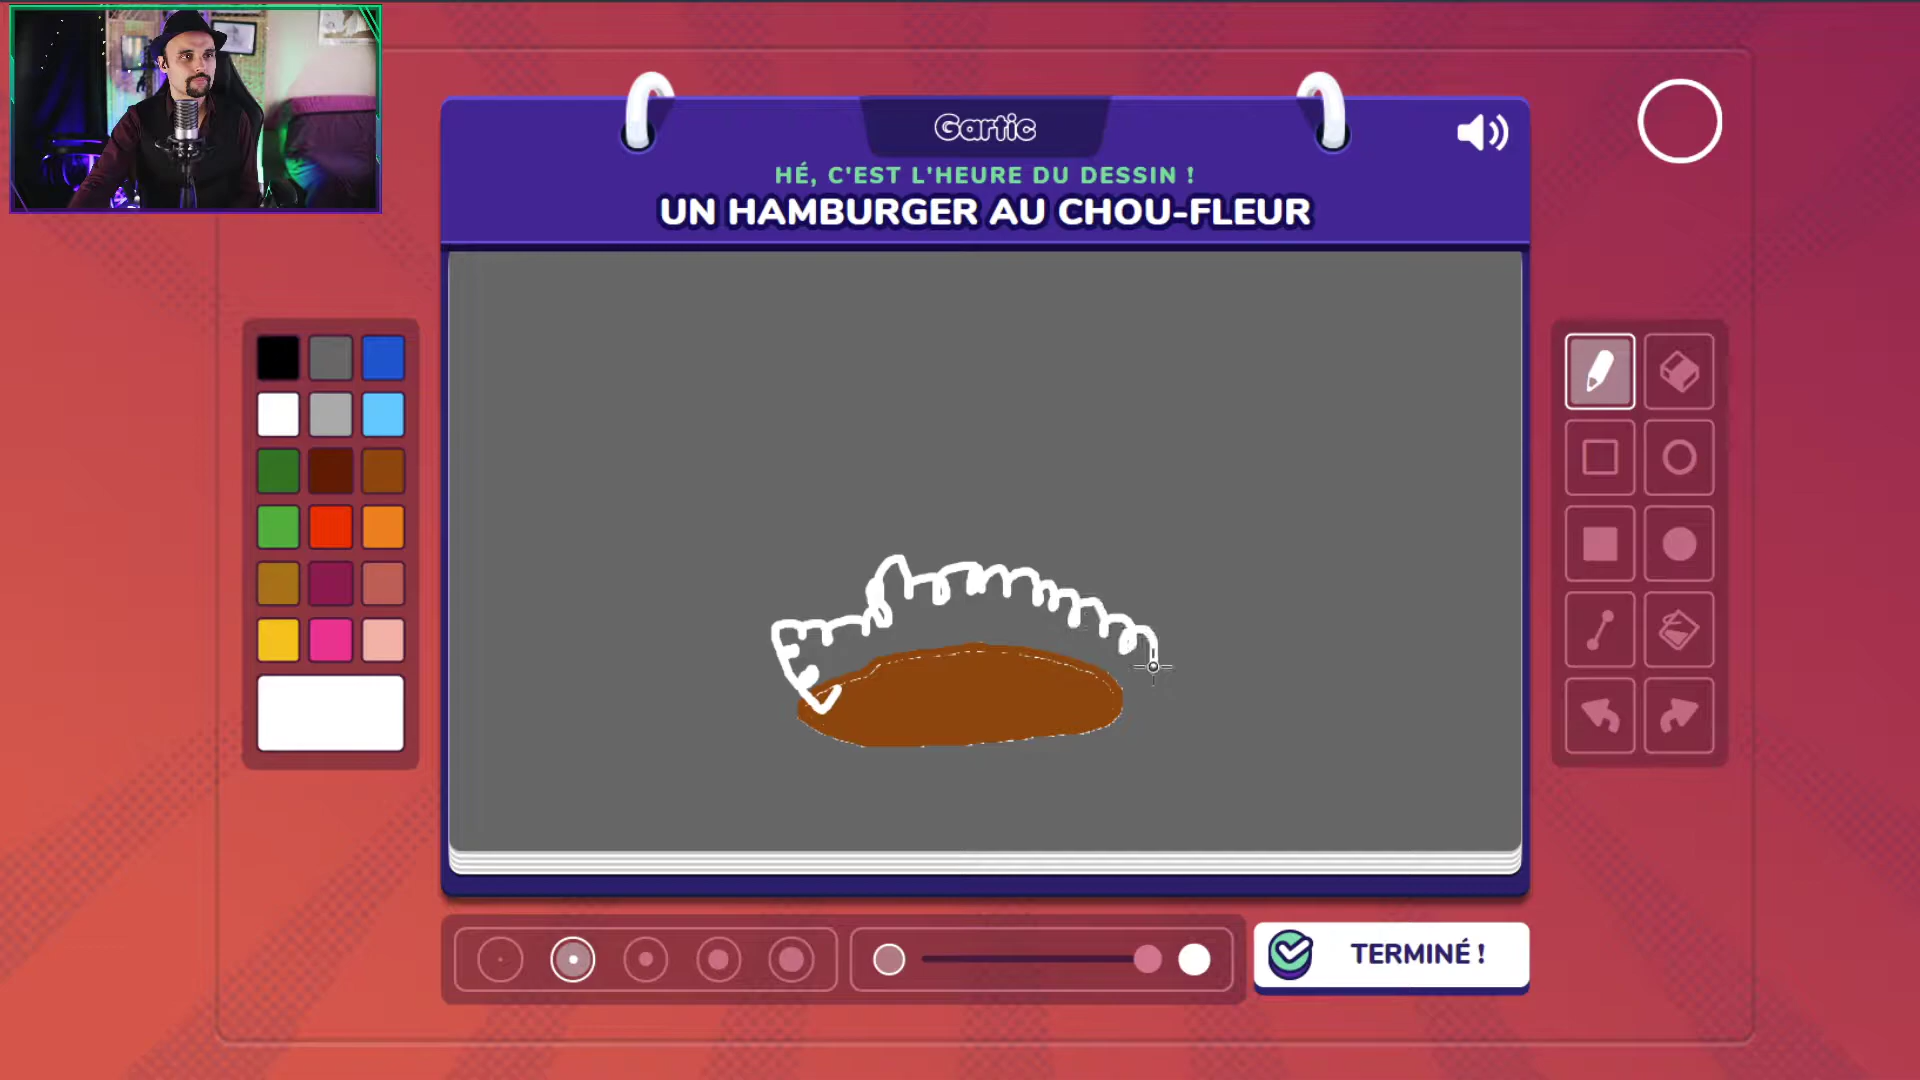 Gartic
HÉ, C'EST L'HEURE DU DESSIN !
UN HAMBURGER AU CHOU-FLEUR
TERMINÉ !